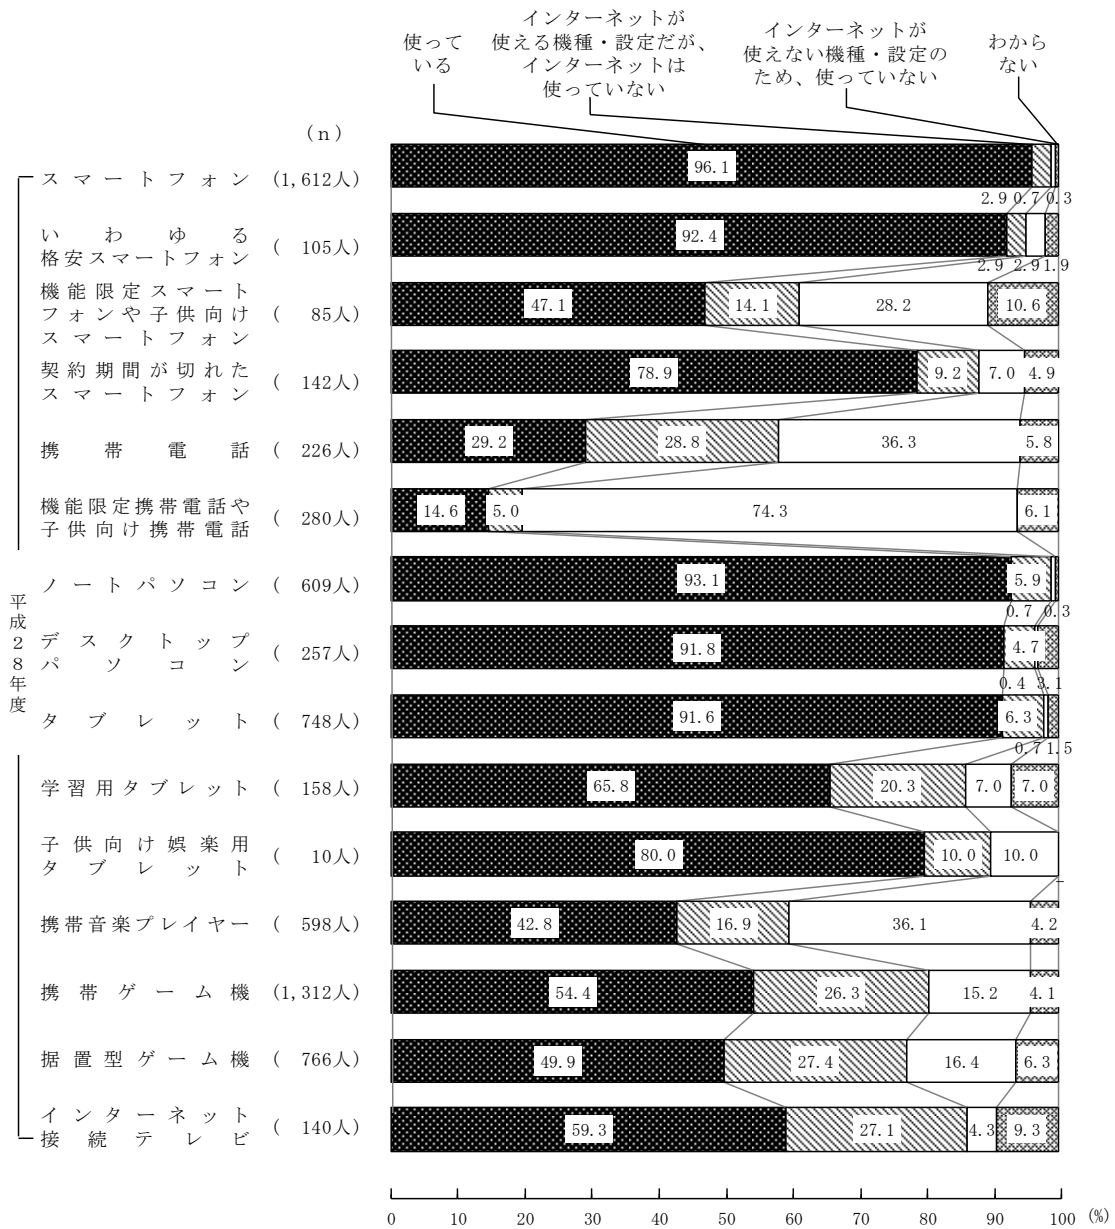 使って
いる
インターネットが
使える機種・設定だが、
インターネットは
使っていない
インターネットが
使えない機種・設定の
ため、使っていない
わから
ない
(n)
平成28年度
スマートフォン (1,612人) 96.1
2.9 0.7 0.3
いわゆる
格安スマートフォン ( 105人) 92.4
2.9 2.9 1.9
機能限定スマート
フォンや子供向け
スマートフォン ( 85人) 47.1 14.1 28.2 10.6
契約期間が切れた
スマートフォン ( 142人) 78.9 9.2 7.0 4.9
携帯電話 ( 226人) 29.2 28.8 36.3 5.8
機能限定携帯電話や
子供向け携帯電話 ( 280人) 14.6 5.0 74.3 6.1
ノートパソコン ( 609人) 93.1 5.9
0.7 0.3
デスクトップ
パソコン ( 257人) 91.8 4.7
0.4 3.1
タブレット ( 748人) 91.6 6.3
0.7 1.5
学習用タブレット ( 158人) 65.8 20.3 7.0 7.0
子供向け娯楽用
タブレット ( 10人) 80.0 10.0 10.0
－
携帯音楽プレイヤー ( 598人) 42.8 16.9 36.1 4.2
携帯ゲーム機 (1,312人) 54.4 26.3 15.2 4.1
据置型ゲーム機 ( 766人) 49.9 27.4 16.4 6.3
インターネット
接続テレビ ( 140人) 59.3 27.1 4.3 9.3
0 10 20 30 40 50 60 70 80 90 100 (%)